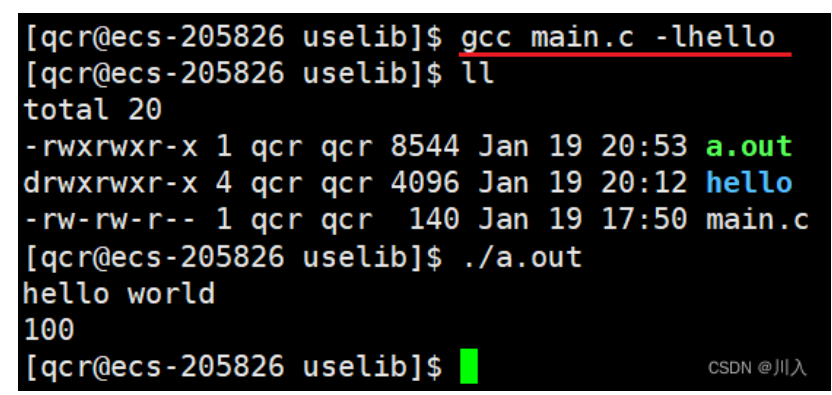 [qcr@ecs-205826 uselib]$ gcc main.c -lhello
[qcr@ecs-205826 uselib]$ ll
total 20
-rwxrwxr-x 1 qcr qcr 8544 Jan 19 20:53 a.out
drwxrwxr-x 4 qcr qcr 4096 Jan 19 20:12 hello
-rw-rw-r-- 1 qcr qcr  140 Jan 19 17:50 main.c
[qcr@ecs-205826 uselib]$ ./a.out
hello world
100
[qcr@ecs-205826 uselib]$
CSDN @川入